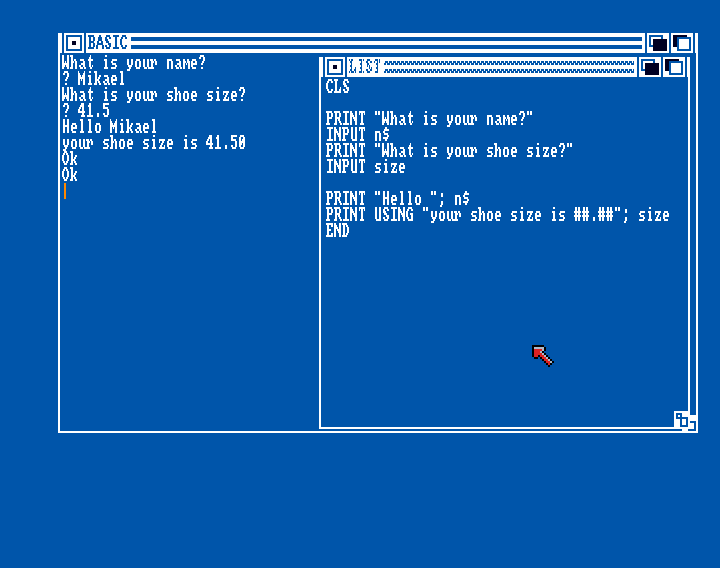 BASIC
What is your name?
? Mikael
What is your shoe size?
? 41.5
Hello Mikael
your shoe size is 41.50
Ok
Ok
LIST
CLS
PRINT "What is your name?"
INPUT n$
PRINT "What is your shoe size?"
INPUT size
PRINT "Hello "; n$
PRINT USING "your shoe size is ##.##"; size
END